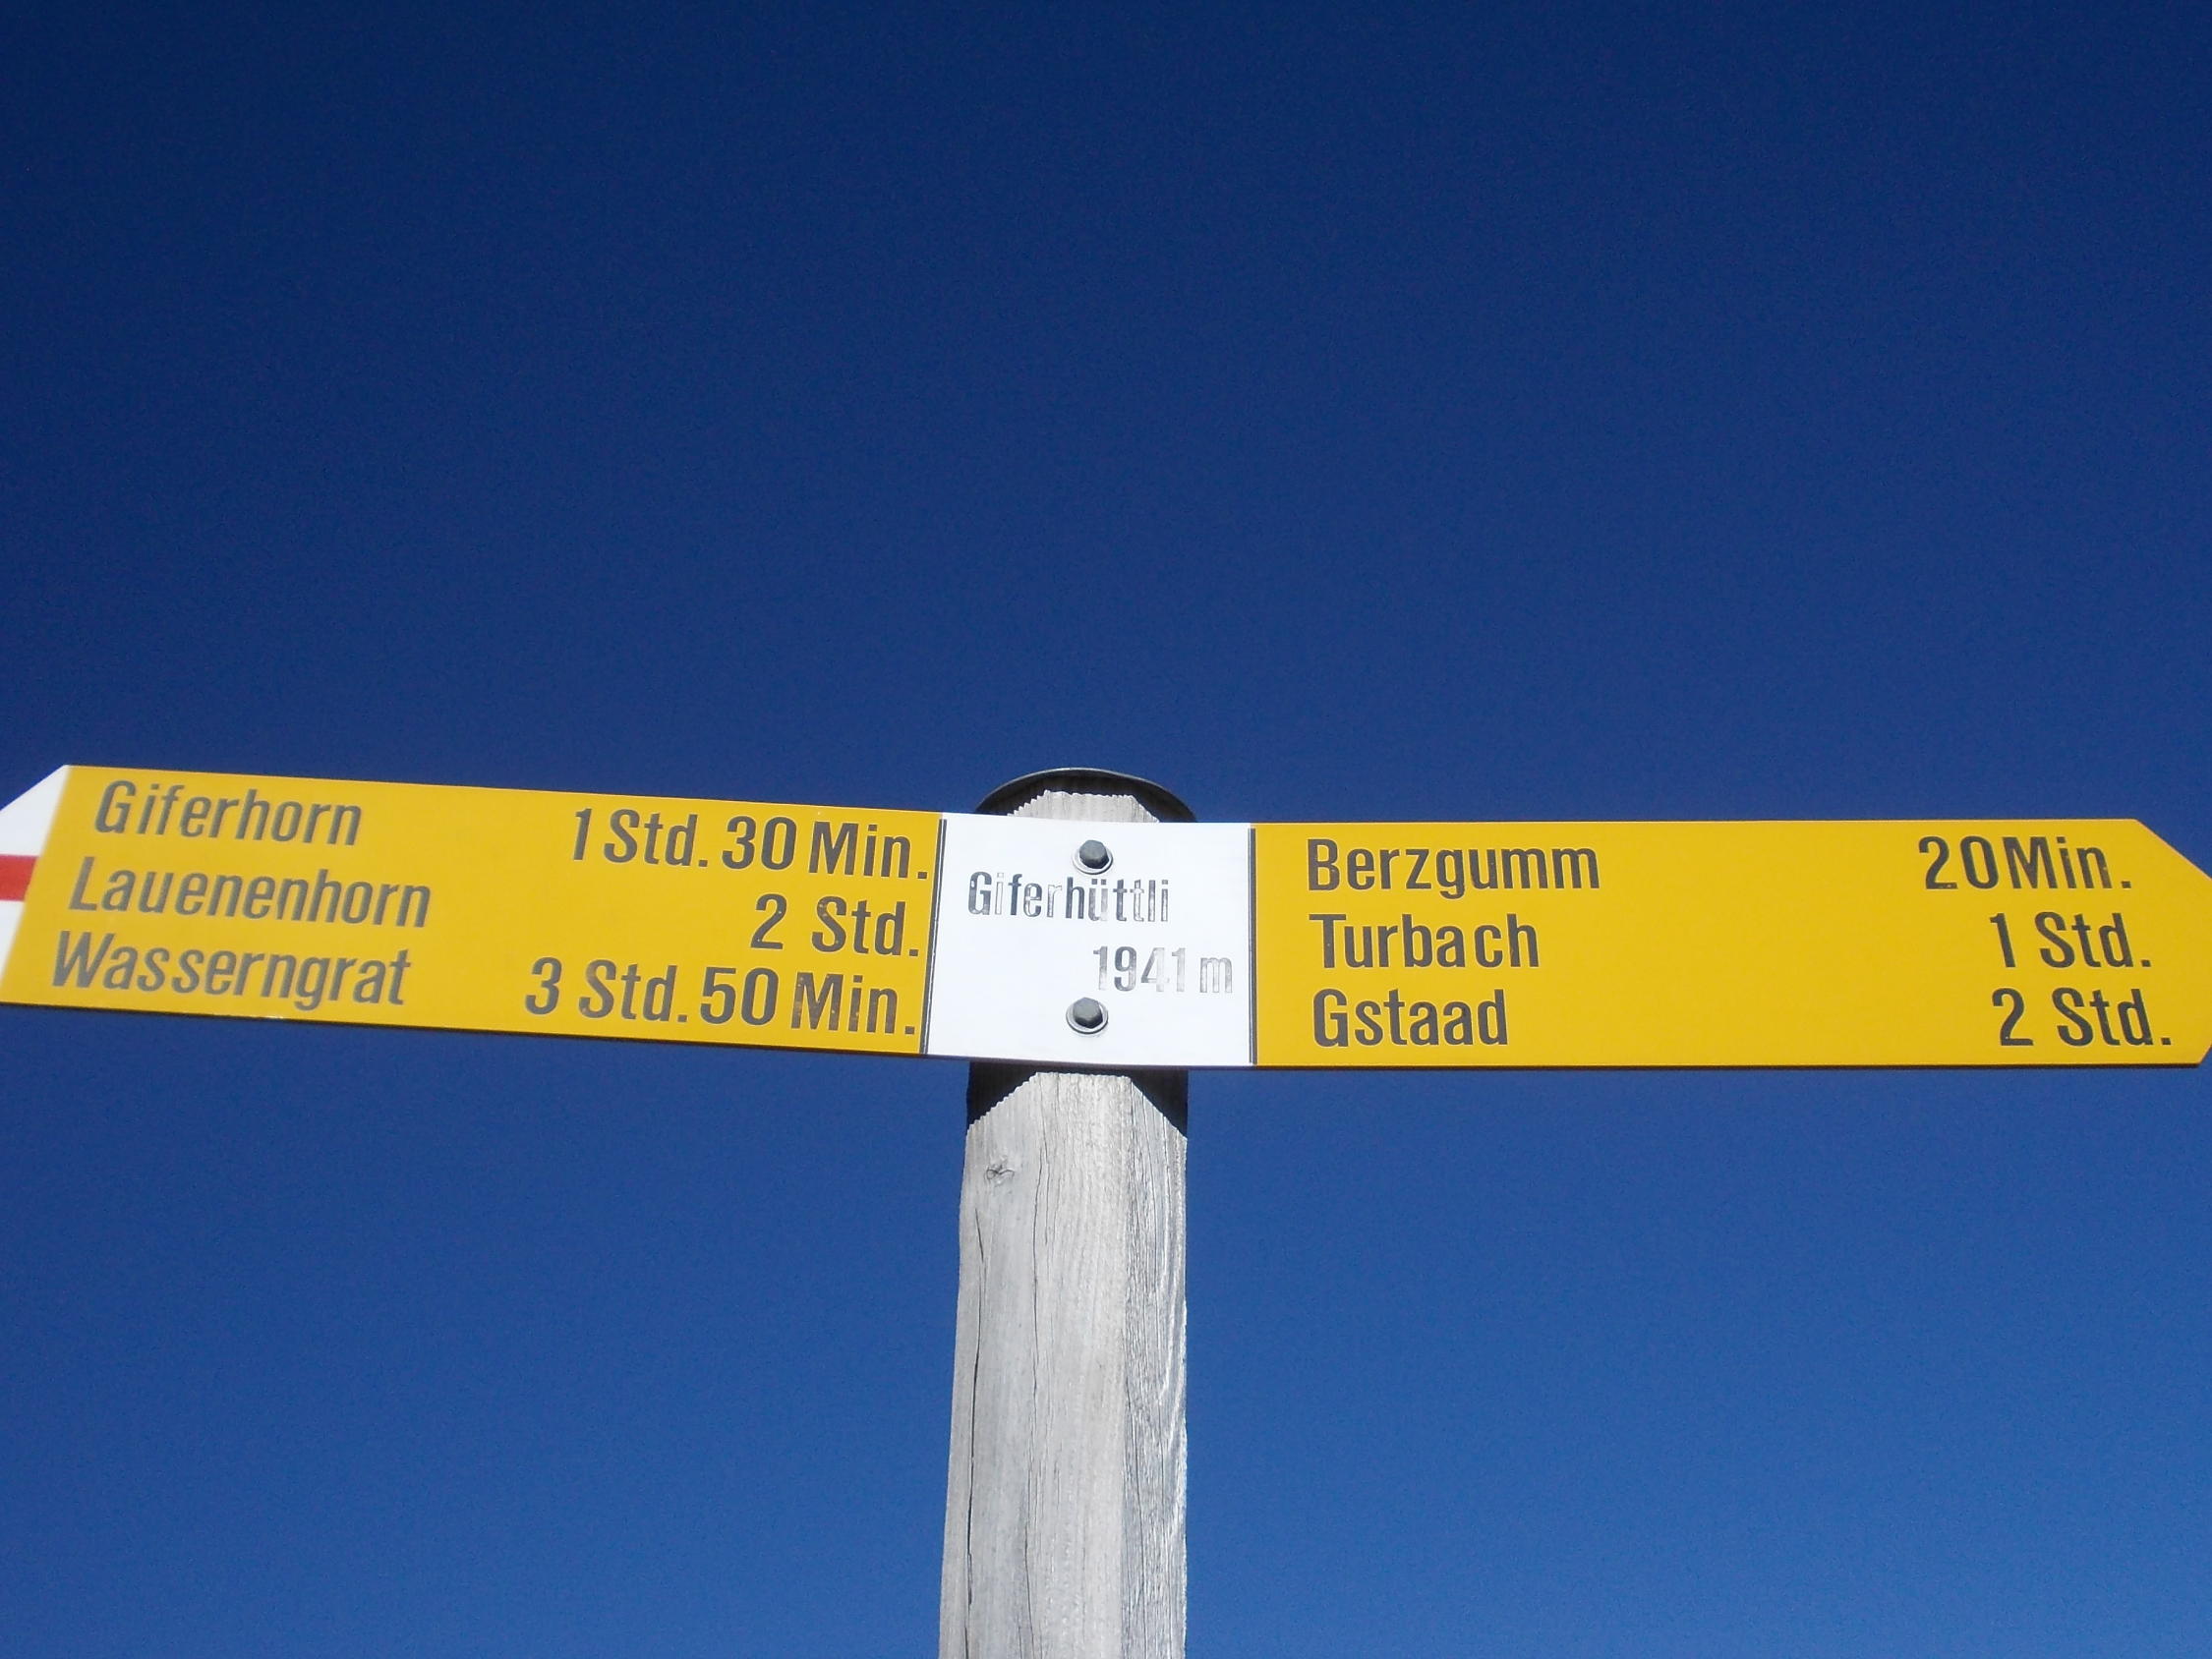 Giferhorn 1 Std. 30 Min.
Lauenenhorn 2 Std.
Wasserngrat 3 Std. 50 Min.
Giferhüttli
1941 m
Berzgumm 20 Min.
Turbach 1 Std.
Gstaad 2 Std.